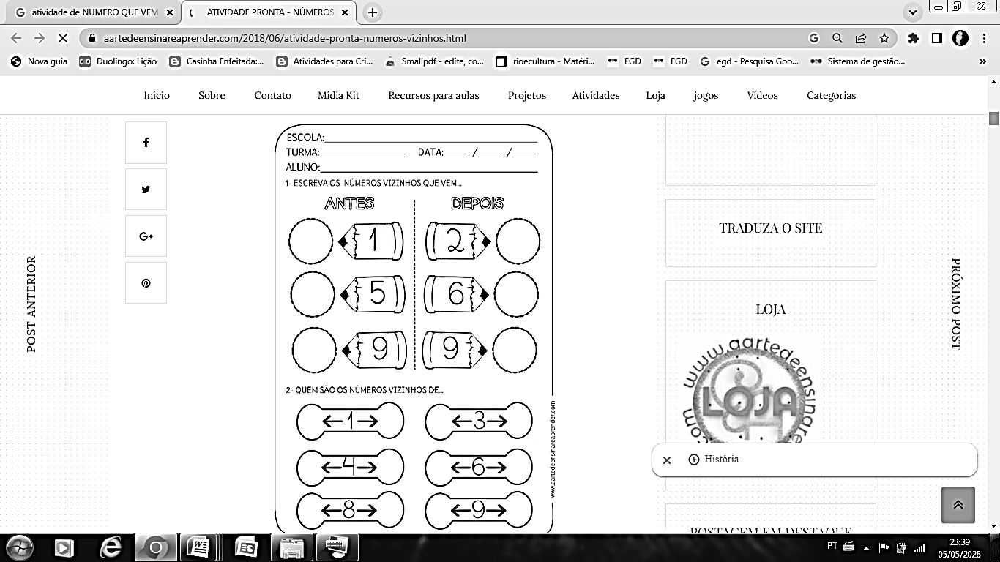 atividade de NUMERO QUE VEM
ATIVIDADE PRONTA - NÚMEROS
aartedeensinareaprender.com/2018/06/atividade-pronta-numeros-vizinhos.html
Nova guia
Duolingo: Lição
Casinha Enfeitada:...
Atividades para Cri...
Smallpdf - edite, co...
rioecultura - Matéri...
EGD
EGD
egd - Pesquisa Goo...
Sistema de gestão...
»
Início
Sobre
Contato
Mídia Kit
Recursos para aulas
Projetos
Atividades
Loja
jogos
Vídeos
Categorias
G+
POST ANTERIOR
ESCOLA:
TURMA: DATA: / /
ALUNO:
1- ESCREVA OS NÚMEROS VIZINHOS QUE VEM...
ANTES DEPOIS
1 2
5 6
9 9
2- QUEM SÃO OS NÚMEROS VIZINHOS DE...
1 3
4 6
8 9
www.aartedeensinareaprender.com
TRADUZA O SITE
LOJA
www.aartedeensinare
com
LOJA
História
POSTAGEM EM DESTAQUE
PRÓXIMO POST
PT
23:39
05/05/2026